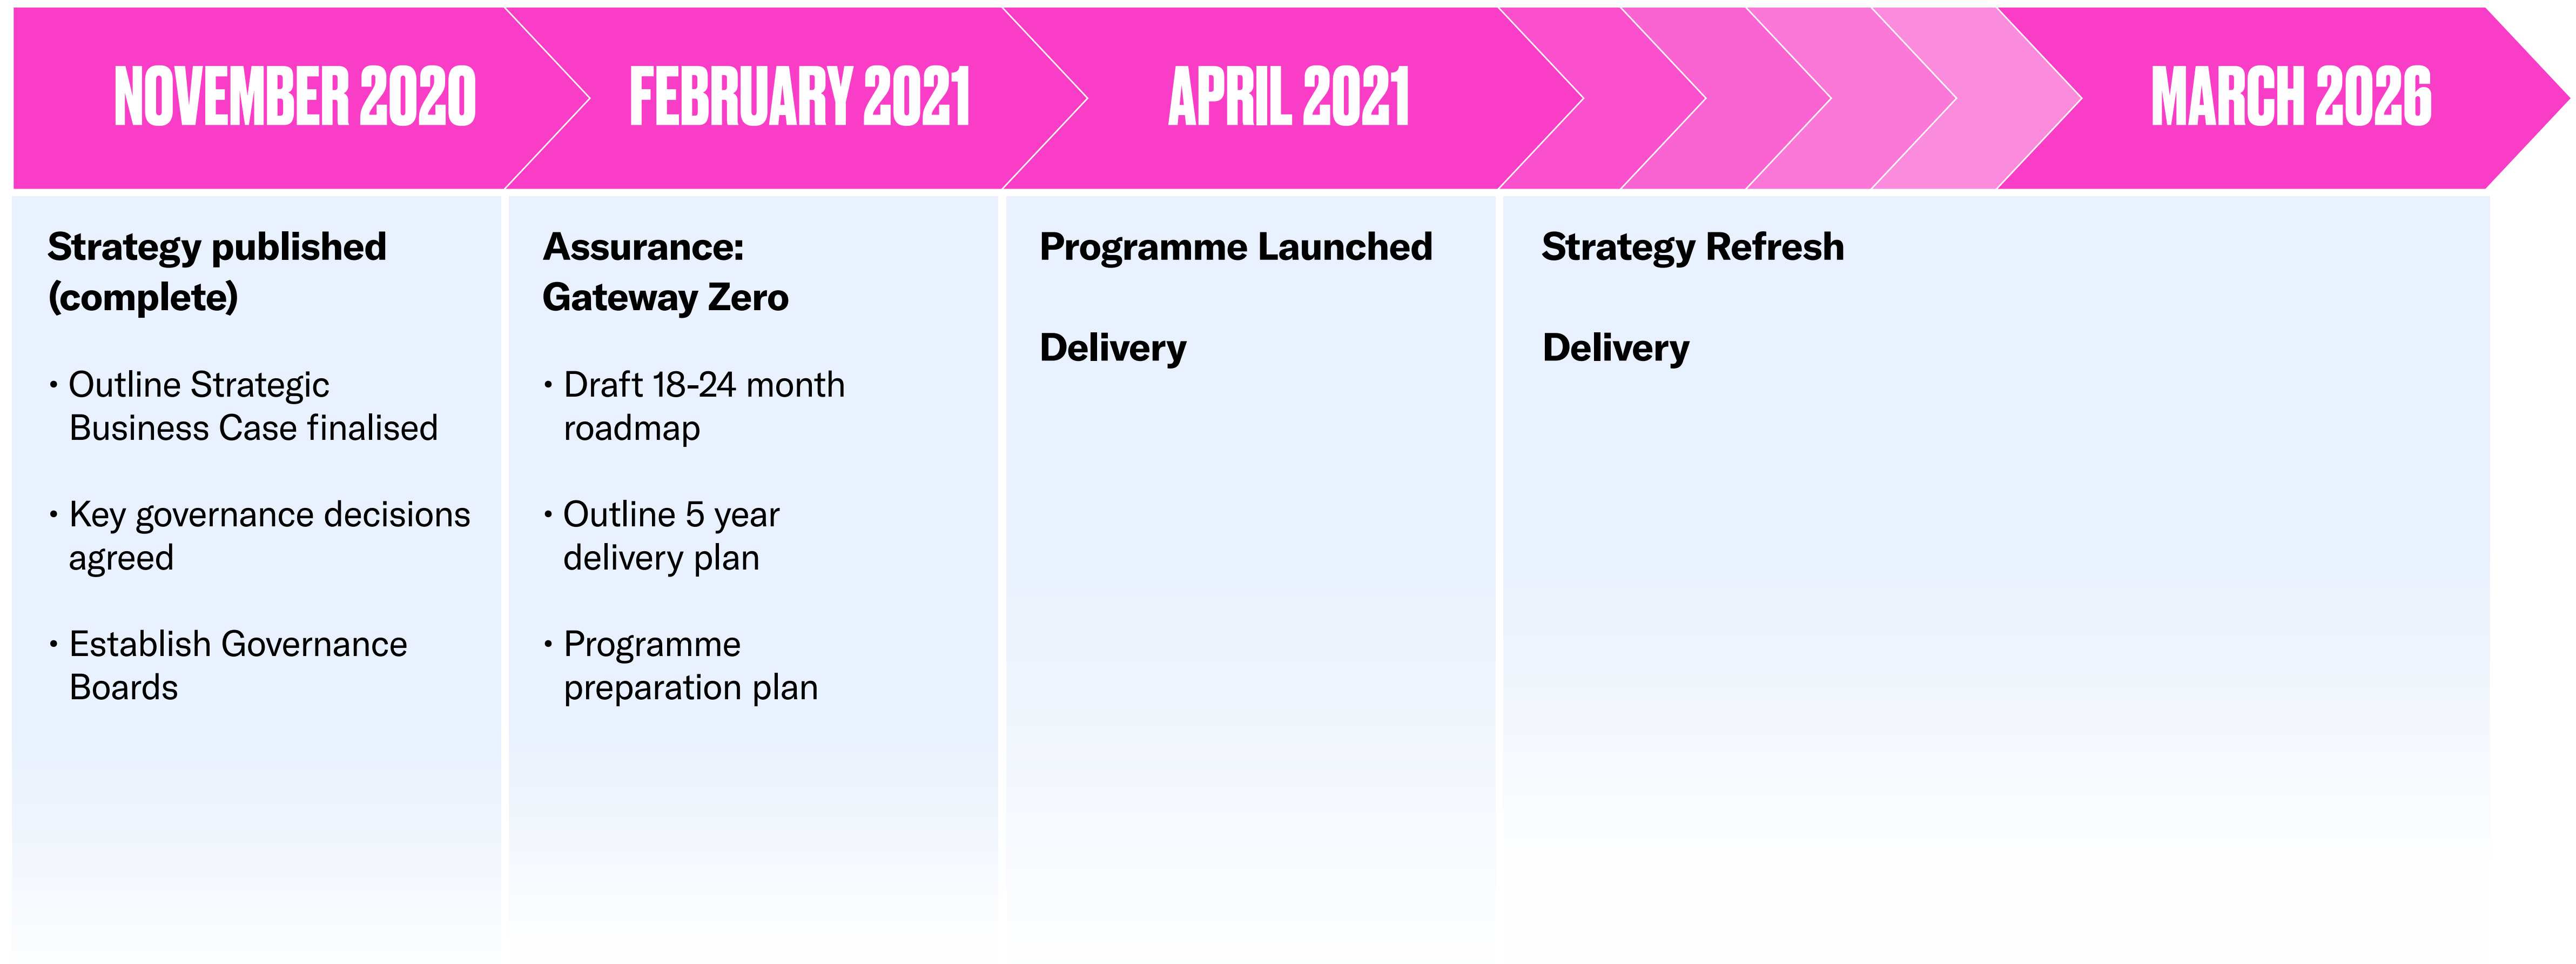 NOVEMBER 2020
FEBRUARY 2021
APRIL 2021
MARCH 2026
Strategy published
(complete)
• Outline Strategic
Business Case finalised
• Key governance decisions
agreed
• Establish Governance
Boards
Assurance:
Gateway Zero
• Draft 18-24 month
roadmap
• Outline 5 year
delivery plan
• Programme
preparation plan
Programme Launched
Delivery
Strategy Refresh
Delivery